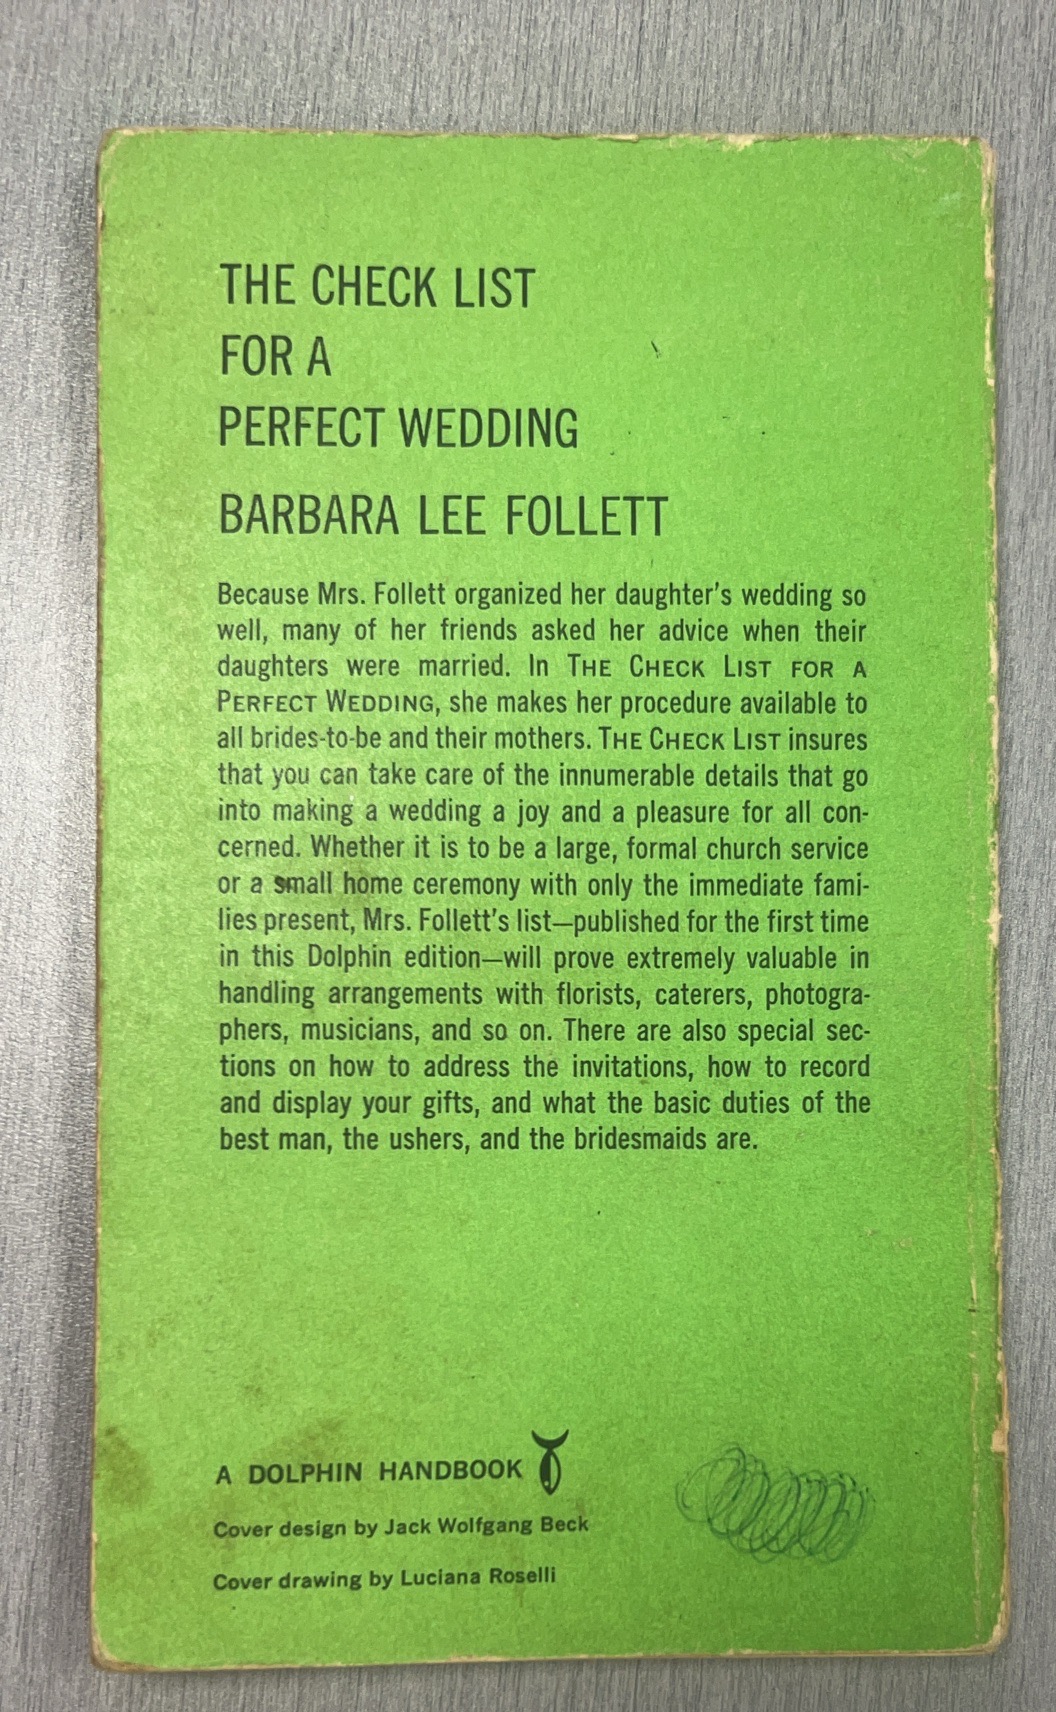 THE CHECK LIST
FOR A
PERFECT WEDDING
BARBARA LEE FOLLETT
Because Mrs. Follett organized her daughter's wedding so
well, many of her friends asked her advice when their
daughters were married. In THE CHECK LIST FOR A
PERFECT WEDDING, she makes her procedure available to
all brides-to-be and their mothers. THE CHECK LIST insures
that you can take care of the innumerable details that go
into making a wedding a joy and a pleasure for all con-
cerned. Whether it is to be a large, formal church service
or a small home ceremony with only the immediate fami-
lies present, Mrs. Follett's list—published for the first time
in this Dolphin edition—will prove extremely valuable in
handling arrangements with florists, caterers, photogra-
phers, musicians, and so on. There are also special sec-
tions on how to address the invitations, how to record
and display your gifts, and what the basic duties of the
best man, the ushers, and the bridesmaids are.
A DOLPHIN HANDBOOK
Cover design by Jack Wolfgang Beck
Cover drawing by Luciana Roselli